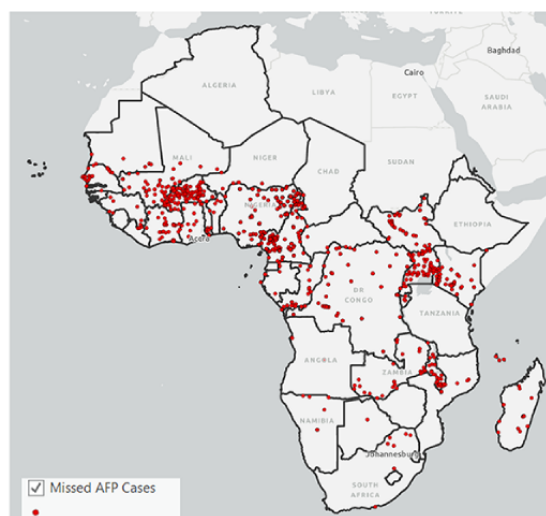 Baghdad
Cairo
ALGERIA
LIBYA
EGYPT
SAUDI
ARABIA
MALI
NIGER
CHAD
SUDAN
NIGERIA
ETHIOPIA
Accra
DR
CONGO
TANZANIA
ANGOLA
ZAMBIA
NAMIBIA
Johannesburg
SOUTH
AFRICA
Missed AFP Cases